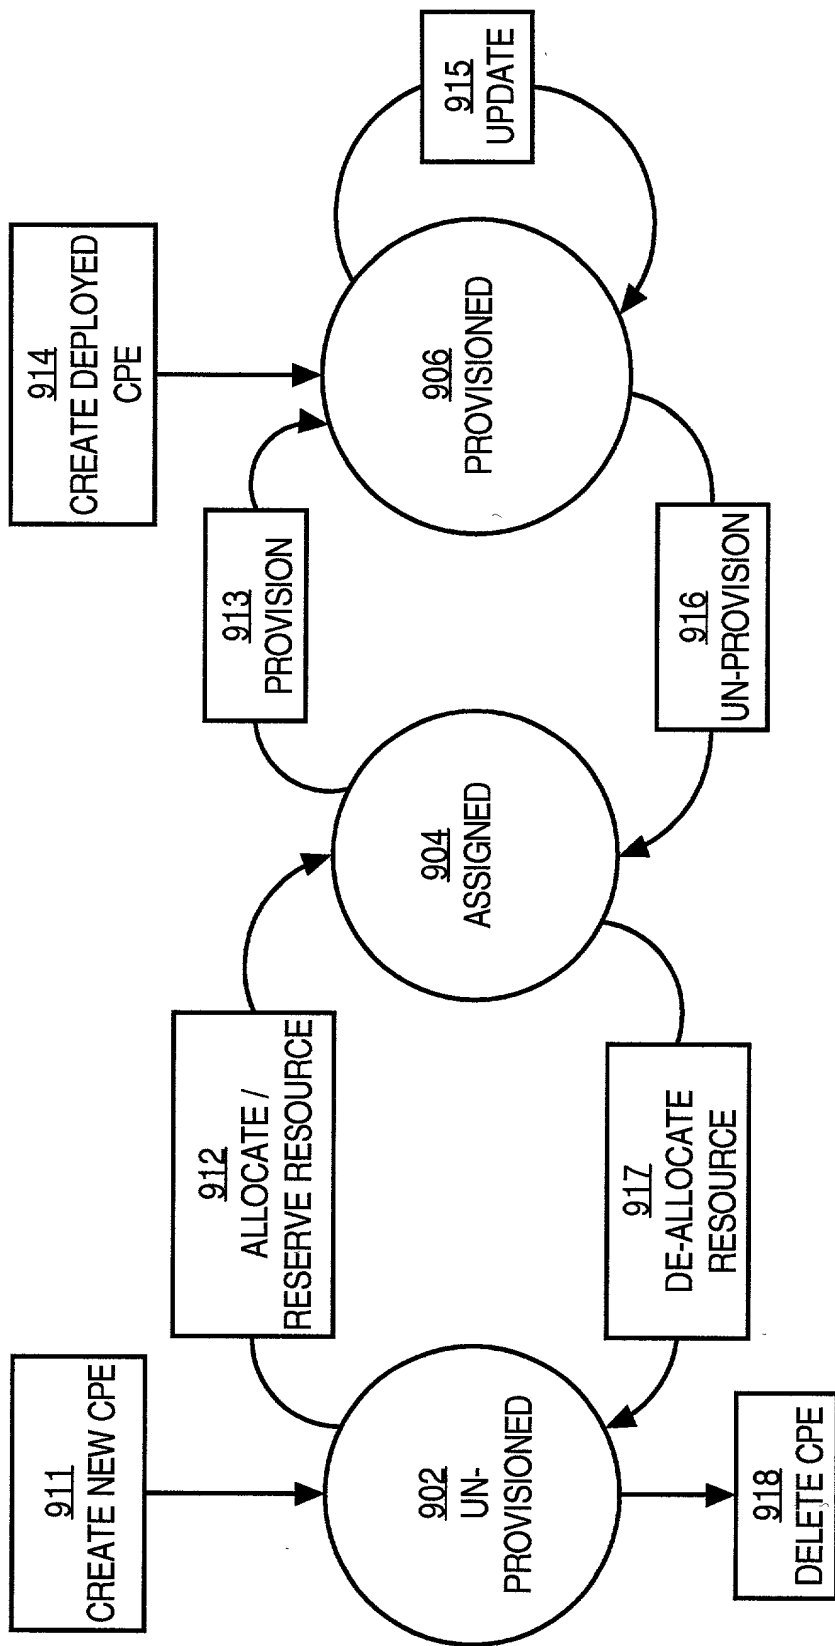 911
CREATE NEW CPE
912
ALLOCATE /
RESERVE RESOURCE
913
PROVISION
914
CREATE DEPLOYED
CPE
902
UN-
PROVISIONED
904
ASSIGNED
906
PROVISIONED
915
UPDATE
918
DELETE CPE
917
DE-ALLOCATE
RESOURCE
916
UN-PROVISION